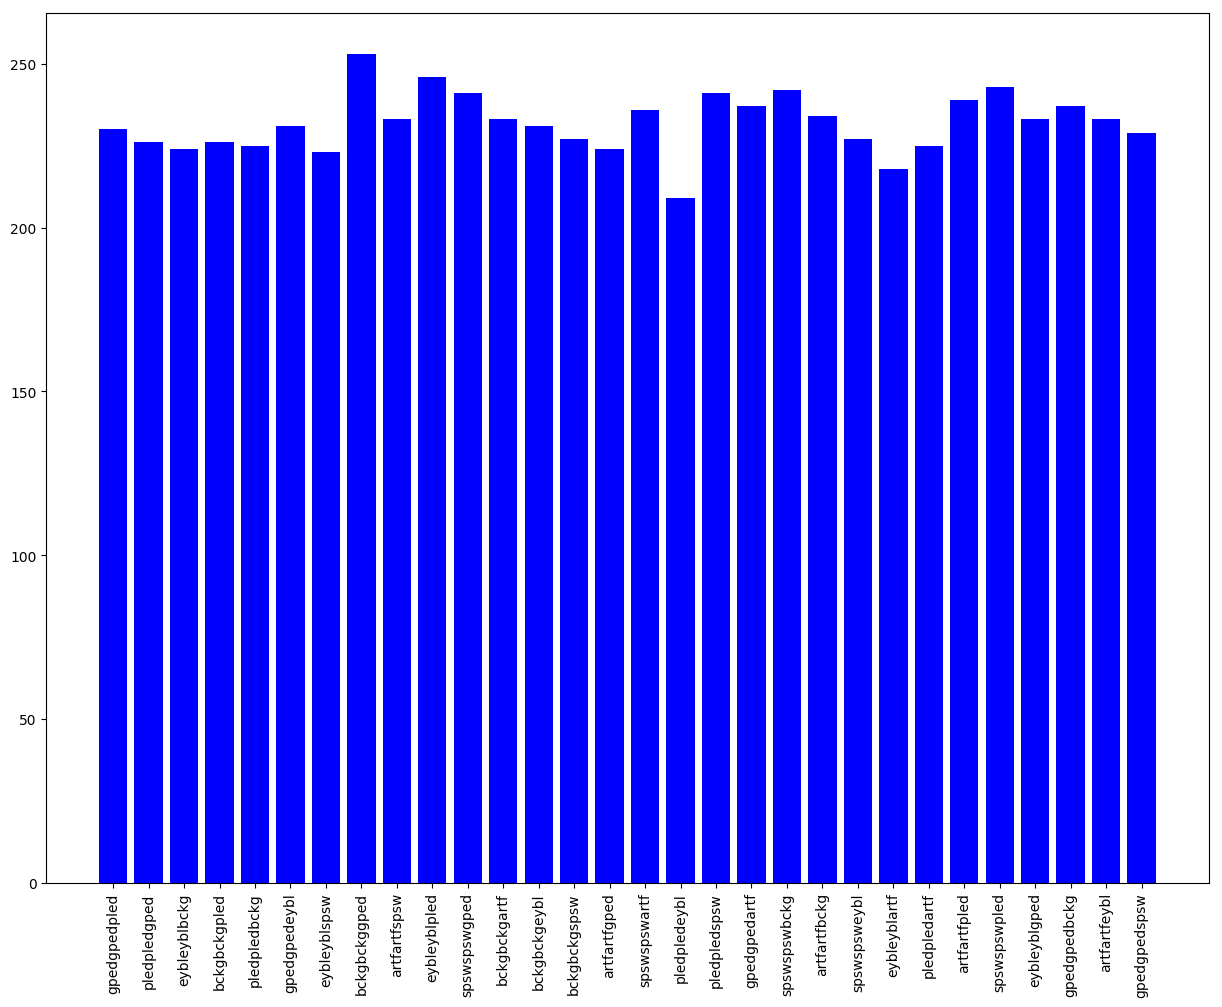 250
200
150
100
50
0
gpedgpedpled
pledpledgped
eybleyblbckg
bckgbckgpled
pledpledbckg
gpedgpedeybl
eybleyblspsw
bckgbckggped
artfartfspsw
eybleyblpled
spswspswgped
bckgbckgartf
bckgbckgeybl
bckgbckgspsw
artfartfgped
spswspswartf
pledpledeybl
pledpledspsw
gpedgpedartf
spswspswbckg
artfartfbckg
spswspsweybl
eybleyblartf
pledpledartf
artfartfpled
spswspswpled
eybleyblgped
gpedgpedbckg
artfartfeybl
gpedgpedspsw